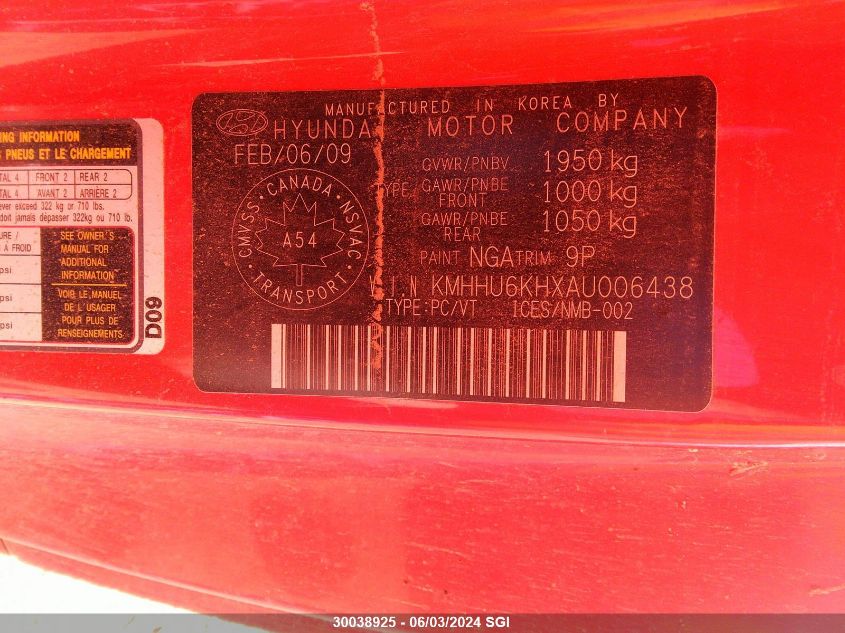 ING INFORMATION
S PNEUS ET LE CHARGEMENT
TAL 4 FRONT 2 REAR 2
TAL 4 AVANT 2 ARRIÈRE 2
ever exceed 322 kg or 710 lbs.
doit jamais dépasser 322kg ou 710 lb.
URE /
S
À FROID
psi
psi
psi
SEE OWNER'S
MANUAL FOR
ADDITIONAL
INFORMATION
VOIR LE MANUEL
DE L'USAGER
POUR PLUS DE
RENSEIGNEMENTS
D09
MANUFACTURED IN KOREA BY
HYUNDAI MOTOR COMPANY
FEB/06/09
GVWR/PNBV 1950 kg
TYPE/ GAWR/PNBE FRONT 1000 kg
GAWR/PNBE REAR 1050 kg
CANADA
CMVSS NSVAC
A54
TRANSPORT
PAINT NGA TRIM 9P
V.I.N KMHHU6KHXAU006438
TYPE:PC/VT ICES/NMB-002
30038925 - 06/03/2024 SGI